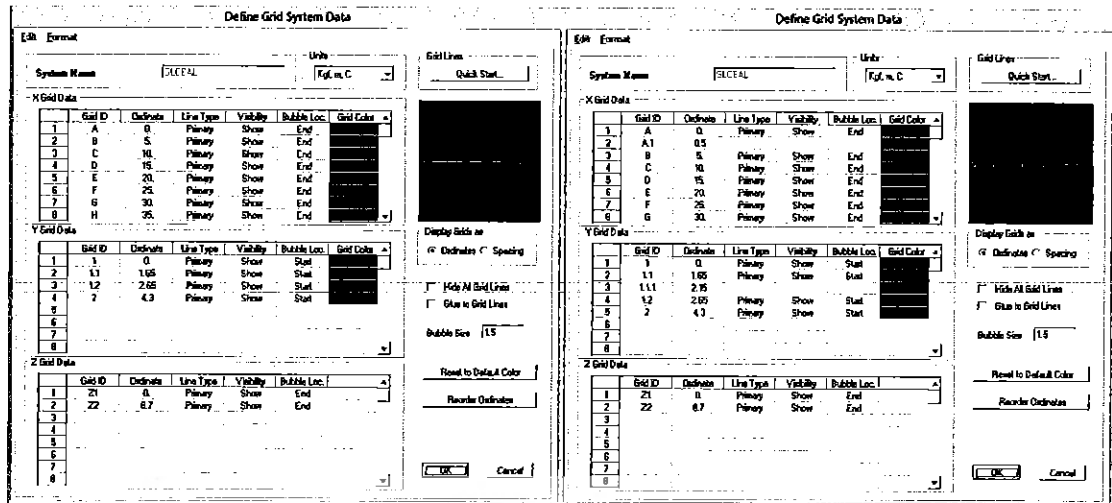 Define Grid System Data
Edit Format
Units
System Name GLOBAL Kgf, m, C
Grid Lines
Quick Start...
X Grid Data
Grid ID Ordinate Line Type Visibility Bubble Loc. Grid Color
1 A 0. Primary Show End
2 B 5. Primary Show End
3 C 10. Primary Show End
4 D 15. Primary Show End
5 E 20. Primary Show End
6 F 25. Primary Show End
7 G 30. Primary Show End
8 H 35. Primary Show End
Y Grid Data
Grid ID Ordinate Line Type Visibility Bubble Loc. Grid Color
1 1 0. Primary Show Start
2 1.1 1.65 Primary Show Start
3 1.2 2.65 Primary Show Start
4 2 4.3 Primary Show Start
5
6
7
8
Display Grids as
Ordinates Spacing
Hide All Grid Lines
Glue to Grid Lines
Bubble Size 1.5
Z Grid Data
Grid ID Ordinate Line Type Visibility Bubble Loc.
1 Z1 0. Primary Show End
2 Z2 6.7 Primary Show End
3
4
5
6
7
8
Reset to Default Color
Reorder Ordinates
OK Cancel
Define Grid System Data
Edit Format
Units
System Name GLOBAL Kgf, m, C
Grid Lines
Quick Start...
X Grid Data
Grid ID Ordinate Line Type Visibility Bubble Loc. Grid Color
1 A 0. Primary Show End
2 A.1 0.5
3 B 5. Primary Show End
4 C 10. Primary Show End
5 D 15. Primary Show End
6 E 20. Primary Show End
7 F 25. Primary Show End
8 G 30. Primary Show End
Y Grid Data
Grid ID Ordinate Line Type Visibility Bubble Loc. Grid Color
1 1 0. Primary Show Start
2 1.1 1.65 Primary Show Start
3 1.1.1 2.15
4 1.2 2.65 Primary Show Start
5 2 4.3 Primary Show Start
6
7
8
Display Grids as
Ordinates Spacing
Hide All Grid Lines
Glue to Grid Lines
Bubble Size 1.5
Z Grid Data
Grid ID Ordinate Line Type Visibility Bubble Loc.
1 Z1 0. Primary Show End
2 Z2 6.7 Primary Show End
3
4
5
6
7
8
Reset to Default Color
Reorder Ordinates
OK Cancel